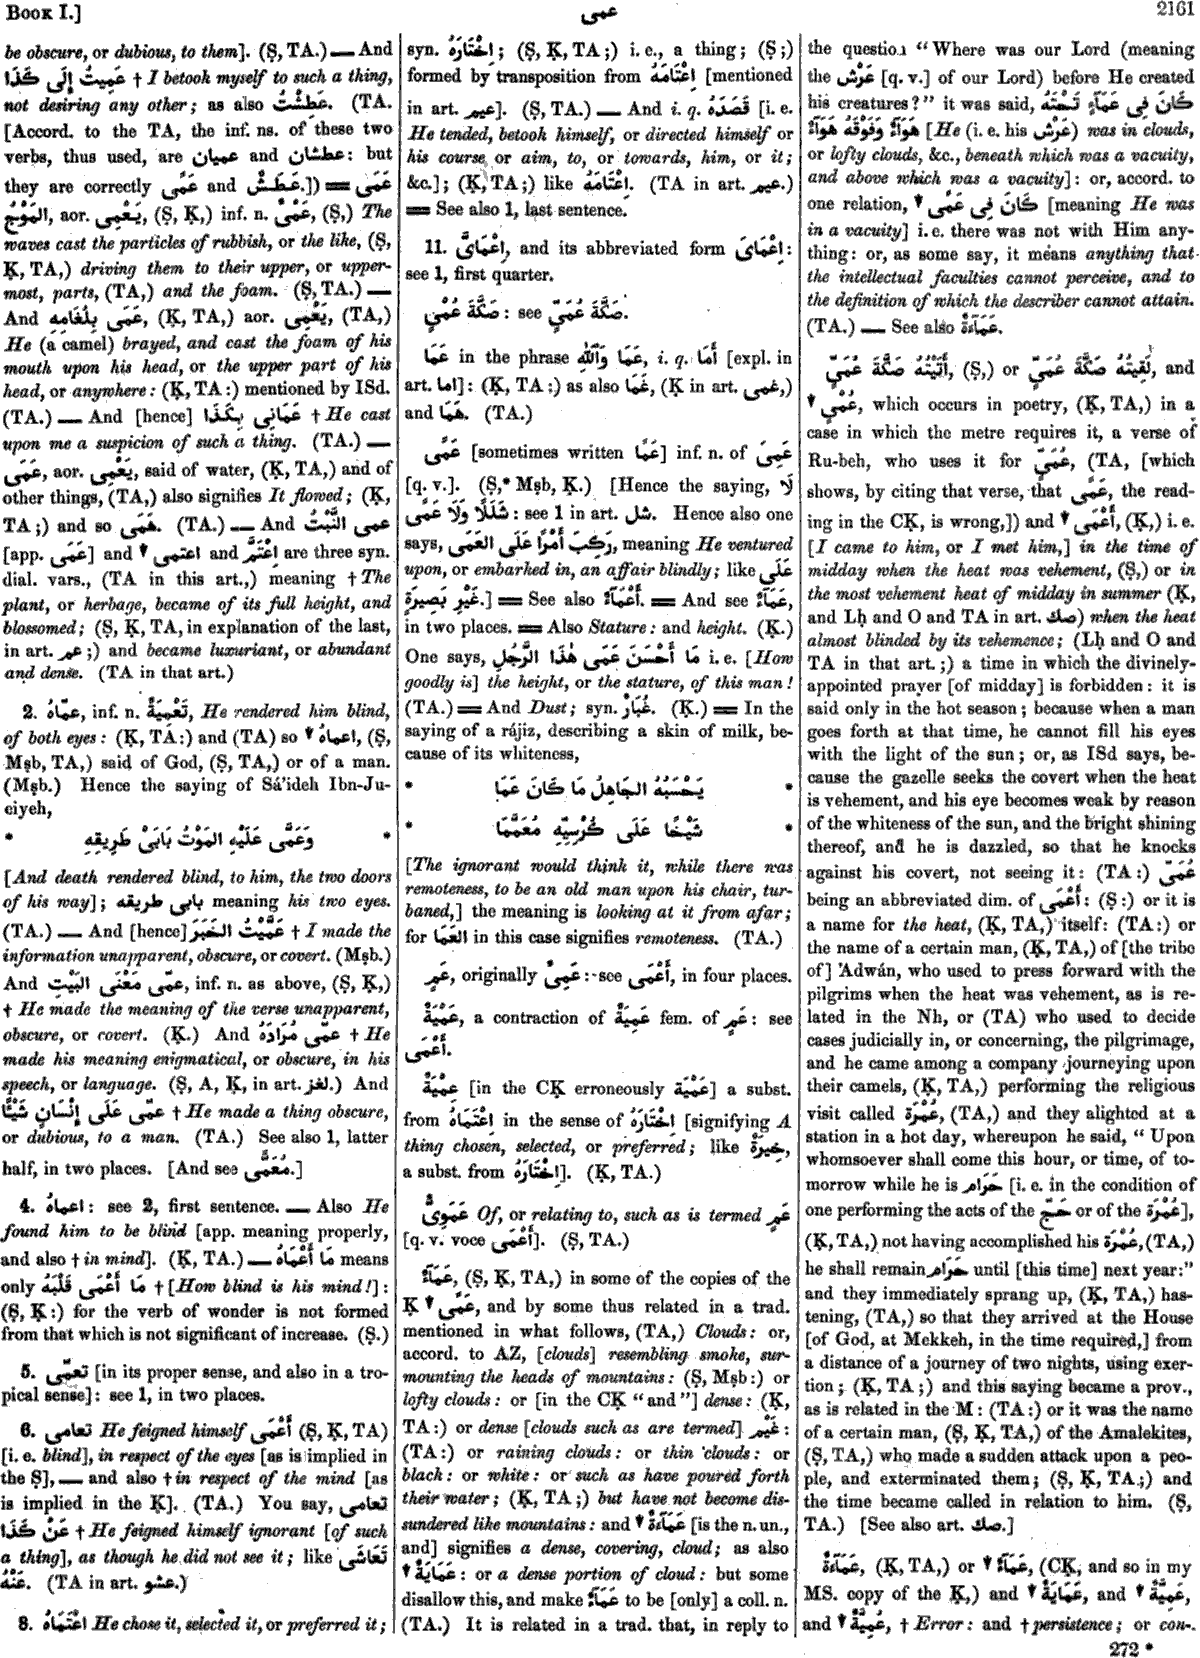 Book I.]
عمى
2161
be obscure, or dubious, to them]. (Ṣ, TA.) — And
عَمِيتُ إِلَى كَذَا † I betook myself to such a thing,
not desiring any other; as also عَطِشْتُ. (TA.
[Accord. to the TA, the inf. ns. of these two
verbs, thus used, are عميان and عطشان: but
they are correctly عَمًى and عَطَشٌ.]) ═ عَمَى
المَوْجُ, aor. يَعْمِى, (Ṣ, Ḳ,) inf. n. عَمْىٌ, (Ṣ,) The
waves cast the particles of rubbish, or the like, (Ṣ,
Ḳ, TA,) driving them to their upper, or upper-
most, parts, (TA,) and the foam. (Ṣ, TA.) —
And عَمَى بِلُغَامِهِ, (Ḳ, TA,) aor. يَعْمِى, (TA,)
He (a camel) brayed, and cast the foam of his
mouth upon his head, or the upper part of his
head, or anywhere: (Ḳ, TA:) mentioned by ISd.
(TA.) — And [hence] عَمَانِى بِكَذَا † He cast
upon me a suspicion of such a thing. (TA.) —
عَمَى, aor. يَعْمِى, said of water, (Ḳ, TA,) and of
other things, (TA,) also signifies It flowed; (Ḳ,
TA;) and so هَمَى. (TA.) — And عمى النَّبْتُ
[app. عَمَى] and ▼ اعتمى and اعْتَمَّ are three syn.
dial. vars., (TA in this art.,) meaning † The
plant, or herbage, became of its full height, and
blossomed; (Ṣ, Ḳ, TA, in explanation of the last,
in art. عم;) and became luxuriant, or abundant
and dense. (TA in that art.)
2. عمّاهُ, inf. n. تَعْمِيَةٌ, He rendered him blind,
of both eyes: (Ḳ, TA:) and (TA) so ▼ اعماهُ, (Ṣ,
Mṣb, TA,) said of God, (Ṣ, TA,) or of a man.
(Mṣb.) Hence the saying of Sá'ideh Ibn-Ju-
eiyeh,
* وَعَمَّى عَلَيْهِ المَوْتُ بَابَىْ طَرِيقِهِ *
[And death rendered blind, to him, the two doors
of his way]; بابى طريقه meaning his two eyes.
(TA.) — And [hence] عَمَّيْتُ الخَبَرَ † I made the
information unapparent, obscure, or covert. (Mṣb.)
And عمّى مَعْنَى البَيْتِ, inf. n. as above, (Ṣ, Ḳ,)
† He made the meaning of the verse unapparent,
obscure, or covert. (Ḳ.) And عمّى مُرَادَهُ † He
made his meaning enigmatical, or obscure, in his
speech, or language. (Ṣ, A, Ḳ, in art. لغز.) And
عمّى عَلَى إِنْسَانٍ شَيْئًا † He made a thing obscure,
or dubious, to a man. (TA.) See also 1, latter
half, in two places. [And see مُعَمًّى.]
4. اعماهُ: see 2, first sentence. — Also He
found him to be blind [app. meaning properly,
and also † in mind]. (Ḳ, TA.) — مَا أَعْمَاهُ means
only مَا أَعْمَى قَلْبَهُ † [How blind is his mind!]:
(Ṣ, Ḳ:) for the verb of wonder is not formed
from that which is not significant of increase. (Ṣ.)
5. تعمّى [in its proper sense, and also in a tro-
pical sense]: see 1, in two places.
6. تعامى He feigned himself أَعْمَى (Ṣ, Ḳ, TA)
[i. e. blind], in respect of the eyes [as is implied in
the Ṣ], — and also † in respect of the mind [as
is implied in the Ḳ]. (TA.) You say, تعامى
عَنْ كَذَا † He feigned himself ignorant [of such
a thing], as though he did not see it; like تَعَاشَى
عَنْهُ. (TA in art. عشو.)
8. اعْتَمَاهُ He chose it, selected it, or preferred it;
syn. اخْتَارَهُ; (Ṣ, Ḳ, TA;) i. e., a thing; (Ṣ;)
formed by transposition from اعْتَامَهُ [mentioned
in art. عيم]. (Ṣ, TA.) — And i. q. قَصَدَهُ [i. e.
He tended, betook himself, or directed himself or
his course or aim, to, or towards, him, or it;
&c.]; (Ḳ, TA;) like اعْتَامَهُ. (TA in art. عيم.)
═ See also 1, last sentence.
11. اعْمَاىَّ, and its abbreviated form اعْمَاىَ:
see 1, first quarter.
صَكَّةَ عُمْىٍ: see صَكَّةَ عُمَىٍّ.
عَمَا in the phrase عَمَا وَٱللّٰهِ, i. q. أَمَا [expl. in
art. اما]: (Ḳ, TA:) as also غَمَا, (Ḳ in art. غمى,)
and هَمَا. (TA.)
عَمًى [sometimes written عَمًا] inf. n. of عَمِىَ
[q. v.]. (Ṣ,* Mṣb, Ḳ.) [Hence the saying, لَا
شَلَلًا وَلَا عَمًى: see 1 in art. شل. Hence also one
says, رَكِبَ أَمْرًا عَلَى العَمَى, meaning He ventured
upon, or embarked in, an affair blindly; like عَلَى
غَيْرِ بَصِيرَةٍ.] ═ See also أَعْمَآءٌ. ═ And see عَمَآءٌ,
in two places. ═ Also Stature: and height. (Ḳ.)
One says, مَا أَحْسَنَ عَمَى هٰذَا الرَّجُلِ i. e. [How
goodly is] the height, or the stature, of this man!
(TA.) ═ And Dust; syn. غُبَارٌ. (Ḳ.) ═ In the
saying of a rájiz, describing a skin of milk, be-
cause of its whiteness,
* يَحْسَبُهُ الجَاهِلُ مَا كَانَ عَمَا *
* شَيْخًا عَلَى كُرْسِيِّهِ مُعَمَّمَا *
[The ignorant would think it, while there was
remoteness, to be an old man upon his chair, tur-
baned,] the meaning is looking at it from afar;
for العَمَا in this case signifies remoteness. (TA.)
عَمٍ, originally عَمِىٌ: see أَعْمَى, in four places.
عَمْيَةٌ, a contraction of عَمِيَةٌ fem. of عَمٍ: see
أَعْمَى.
عِمْيَةٌ [in the CḲ erroneously عَمْيَة] a subst.
from اعْتَمَاهُ in the sense of اخْتَارَهُ [signifying A
thing chosen, selected, or preferred; like خِيرَةٌ,
a subst. from اخْتَارَهُ]. (Ḳ, TA.)
عَمَوِىٌّ Of, or relating to, such as is termed عَمٍ
[q. v. voce أَعْمَى]. (Ṣ, TA.)
عَمَآءٌ, (Ṣ, Ḳ, TA,) in some of the copies of the
Ḳ ▼ عَمًى, and by some thus related in a trad.
mentioned in what follows, (TA,) Clouds: or,
accord. to AZ, [clouds] resembling smoke, sur-
mounting the heads of mountains: (Ṣ, Mṣb:) or
lofty clouds: or [in the CḲ "and"] dense: (Ḳ,
TA:) or dense [clouds such as are termed] غَيْم:
(TA:) or raining clouds: or thin clouds: or
black: or white: or such as have poured forth
their water; (Ḳ, TA;) but have not become dis-
sundered like mountains: and ▼ عَمَآءَةٌ [is the n. un.,
and] signifies a dense, covering, cloud; as also
▼ عَمَايَةٌ: or a dense portion of cloud: but some
disallow this, and make عَمَآءٌ to be [only] a coll. n.
(TA.) It is related in a trad. that, in reply to
the question "Where was our Lord (meaning
the عَرْش [q. v.] of our Lord) before He created
his creatures?" it was said, كَانَ فِى عَمَآءٍ تَحْتَهُ
هَوَآءٌ وَفَوْقَهُ هَوَآءٌ [He (i. e. his عَرْش) was in clouds,
or lofty clouds, &c., beneath which was a vacuity,
and above which was a vacuity]: or, accord. to
one relation, ▼ كَانَ فِى عَمًى [meaning He was
in a vacuity] i. e. there was not with Him any-
thing: or, as some say, it means anything that
the intellectual faculties cannot perceive, and to
the definition of which the describer cannot attain.
(TA.) — See also عَمَآءَةٌ.
لَقِيتُهُ صَكَّةَ عُمَىٍّ, (Ṣ,) or أَتَيْتُهُ صَكَّةَ عُمَىٍّ, and
▼ عُمْىٍ, which occurs in poetry, (Ḳ, TA,) in a
case in which the metre requires it, a verse of
Ru-beh, who uses it for عُمَىٍّ, (TA, [which
shows, by citing that verse, that عُمَّى, the read-
ing in the CḲ, is wrong,]) and ▼ أَعْمَى, (Ḳ,) i. e.
[I came to him, or I met him,] in the time of
midday when the heat was vehement, (Ṣ,) or in
the most vehement heat of midday in summer (Ḳ,
and Lḥ and O and TA in art. صك) when the heat
almost blinded by its vehemence; (Lḥ and O and
TA in that art.;) a time in which the divinely-
appointed prayer [of midday] is forbidden: it is
said only in the hot season; because when a man
goes forth at that time, he cannot fill his eyes
with the light of the sun; or, as ISd says, be-
cause the gazelle seeks the covert when the heat
is vehement, and his eye becomes weak by reason
of the whiteness of the sun, and the bright shining
thereof, and he is dazzled, so that he knocks
against his covert, not seeing it: (TA:) عُمَىّ
being an abbreviated dim. of أَعْمَى: (Ṣ:) or it is
a name for the heat, (Ḳ, TA,) itself: (TA:) or
the name of a certain man, (Ḳ, TA,) of [the tribe
of] 'Adwán, who used to press forward with the
pilgrims when the heat was vehement, as is re-
lated in the Nh, or (TA) who used to decide
cases judicially in, or concerning, the pilgrimage,
and he came among a company journeying upon
their camels, (Ḳ, TA,) performing the religious
visit called عُمْرَة, (TA,) and they alighted at a
station in a hot day, whereupon he said, "Upon
whomsoever shall come this hour, or time, of to-
morrow while he is حَرَام [i. e. in the condition of
one performing the acts of the حَجّ or of the عُمْرَة],
(Ḳ, TA,) not having accomplished his عُمْرَة, (TA,)
he shall remain حَرَام until [this time] next year:"
and they immediately sprang up, (Ḳ, TA,) has-
tening, (TA,) so that they arrived at the House
[of God, at Mekkeh, in the time required,] from
a distance of a journey of two nights, using exer-
tion; (Ḳ, TA;) and this saying became a prov.,
as is related in the M: (TA:) or it was the name
of a certain man, (Ṣ, Ḳ, TA,) of the Amalekites,
(Ṣ, TA,) who made a sudden attack upon a peo-
ple, and exterminated them; (Ṣ, Ḳ, TA;) and
the time became called in relation to him. (Ṣ,
TA.) [See also art. صك.]
عَمَآءَةٌ, (Ḳ, TA,) or ▼ عَمَآءٌ, (CḲ, and so in my
MS. copy of the Ḳ,) and ▼ عَمَايَةٌ, and ▼ عَمِيَّةٌ,
and ▼ عُمِيَّةٌ, † Error: and † persistence; or con-
272 *